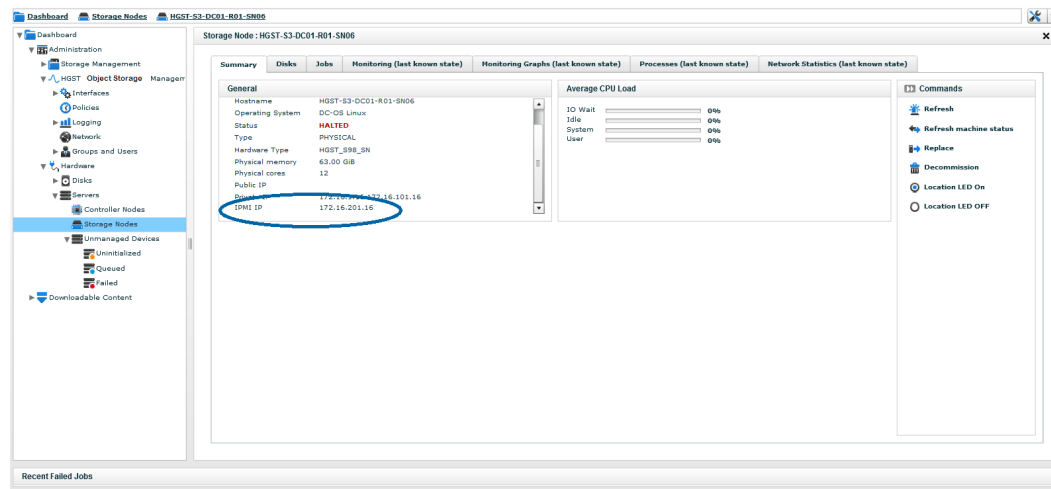 Dashboard Storage Nodes HGST-S3-DC01-R01-SN06
Dashboard
Administration
Storage Management
HGST Object Storage Managem
Interfaces
Policies
Logging
Network
Groups and Users
Hardware
Disks
Servers
Controller Nodes
Storage Nodes
Unmanaged Devices
Uninitialized
Queued
Failed
Downloadable Content
Storage Node : HGST-S3-DC01-R01-SN06
Summary Disks Jobs Monitoring (last known state) Monitoring Graphs (last known state) Processes (last known state) Network Statistics (last known state)
General
Hostname HGST-S3-DC01-R01-SN06
Operating System DC-OS Linux
Status HALTED
Type PHYSICAL
Hardware Type HGST_S98_SN
Physical memory 63.00 GiB
Physical cores 12
Public IP
172.16.101.16
IPMI IP 172.16.201.16
Average CPU Load
IO Wait 0%
Idle 0%
System 0%
User 0%
Commands
Refresh
Refresh machine status
Replace
Decommission
Location LED On
Location LED OFF
Recent Failed Jobs